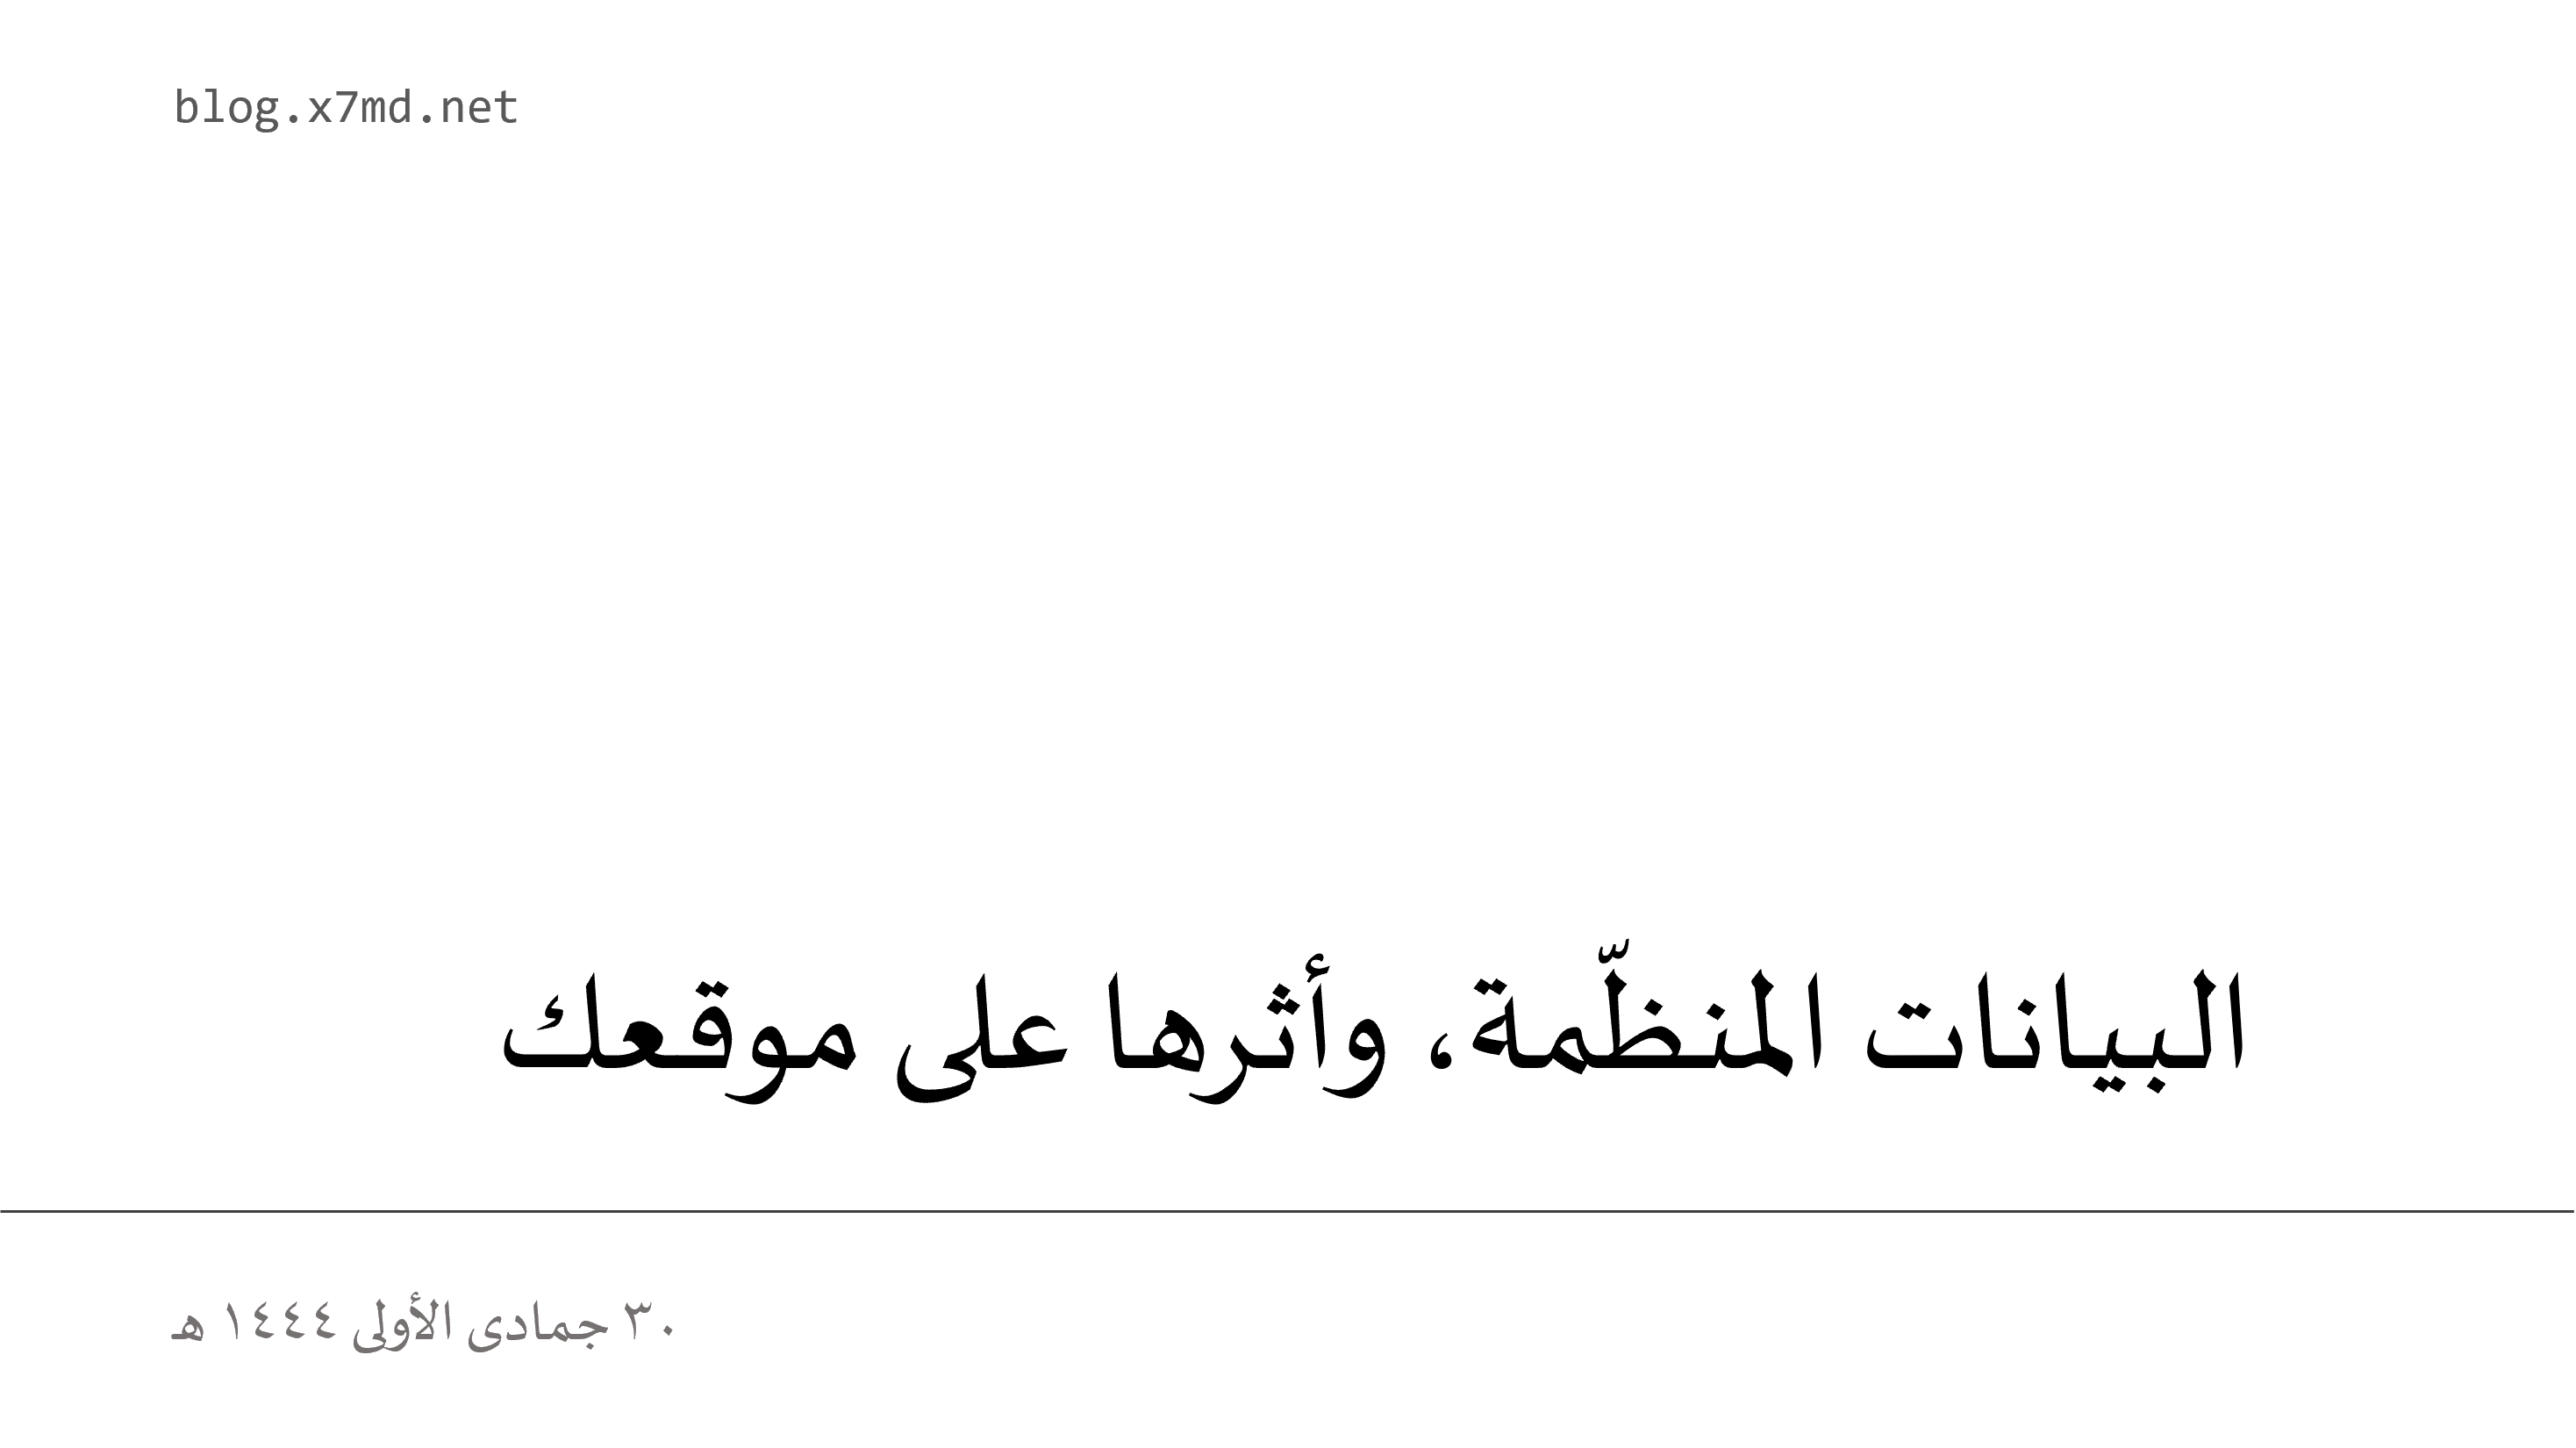 blog.x7md.net
البيانات المنظّمة، وأثرها على موقعك
٣٠ جمادى الأولى ١٤٤٤ هـ